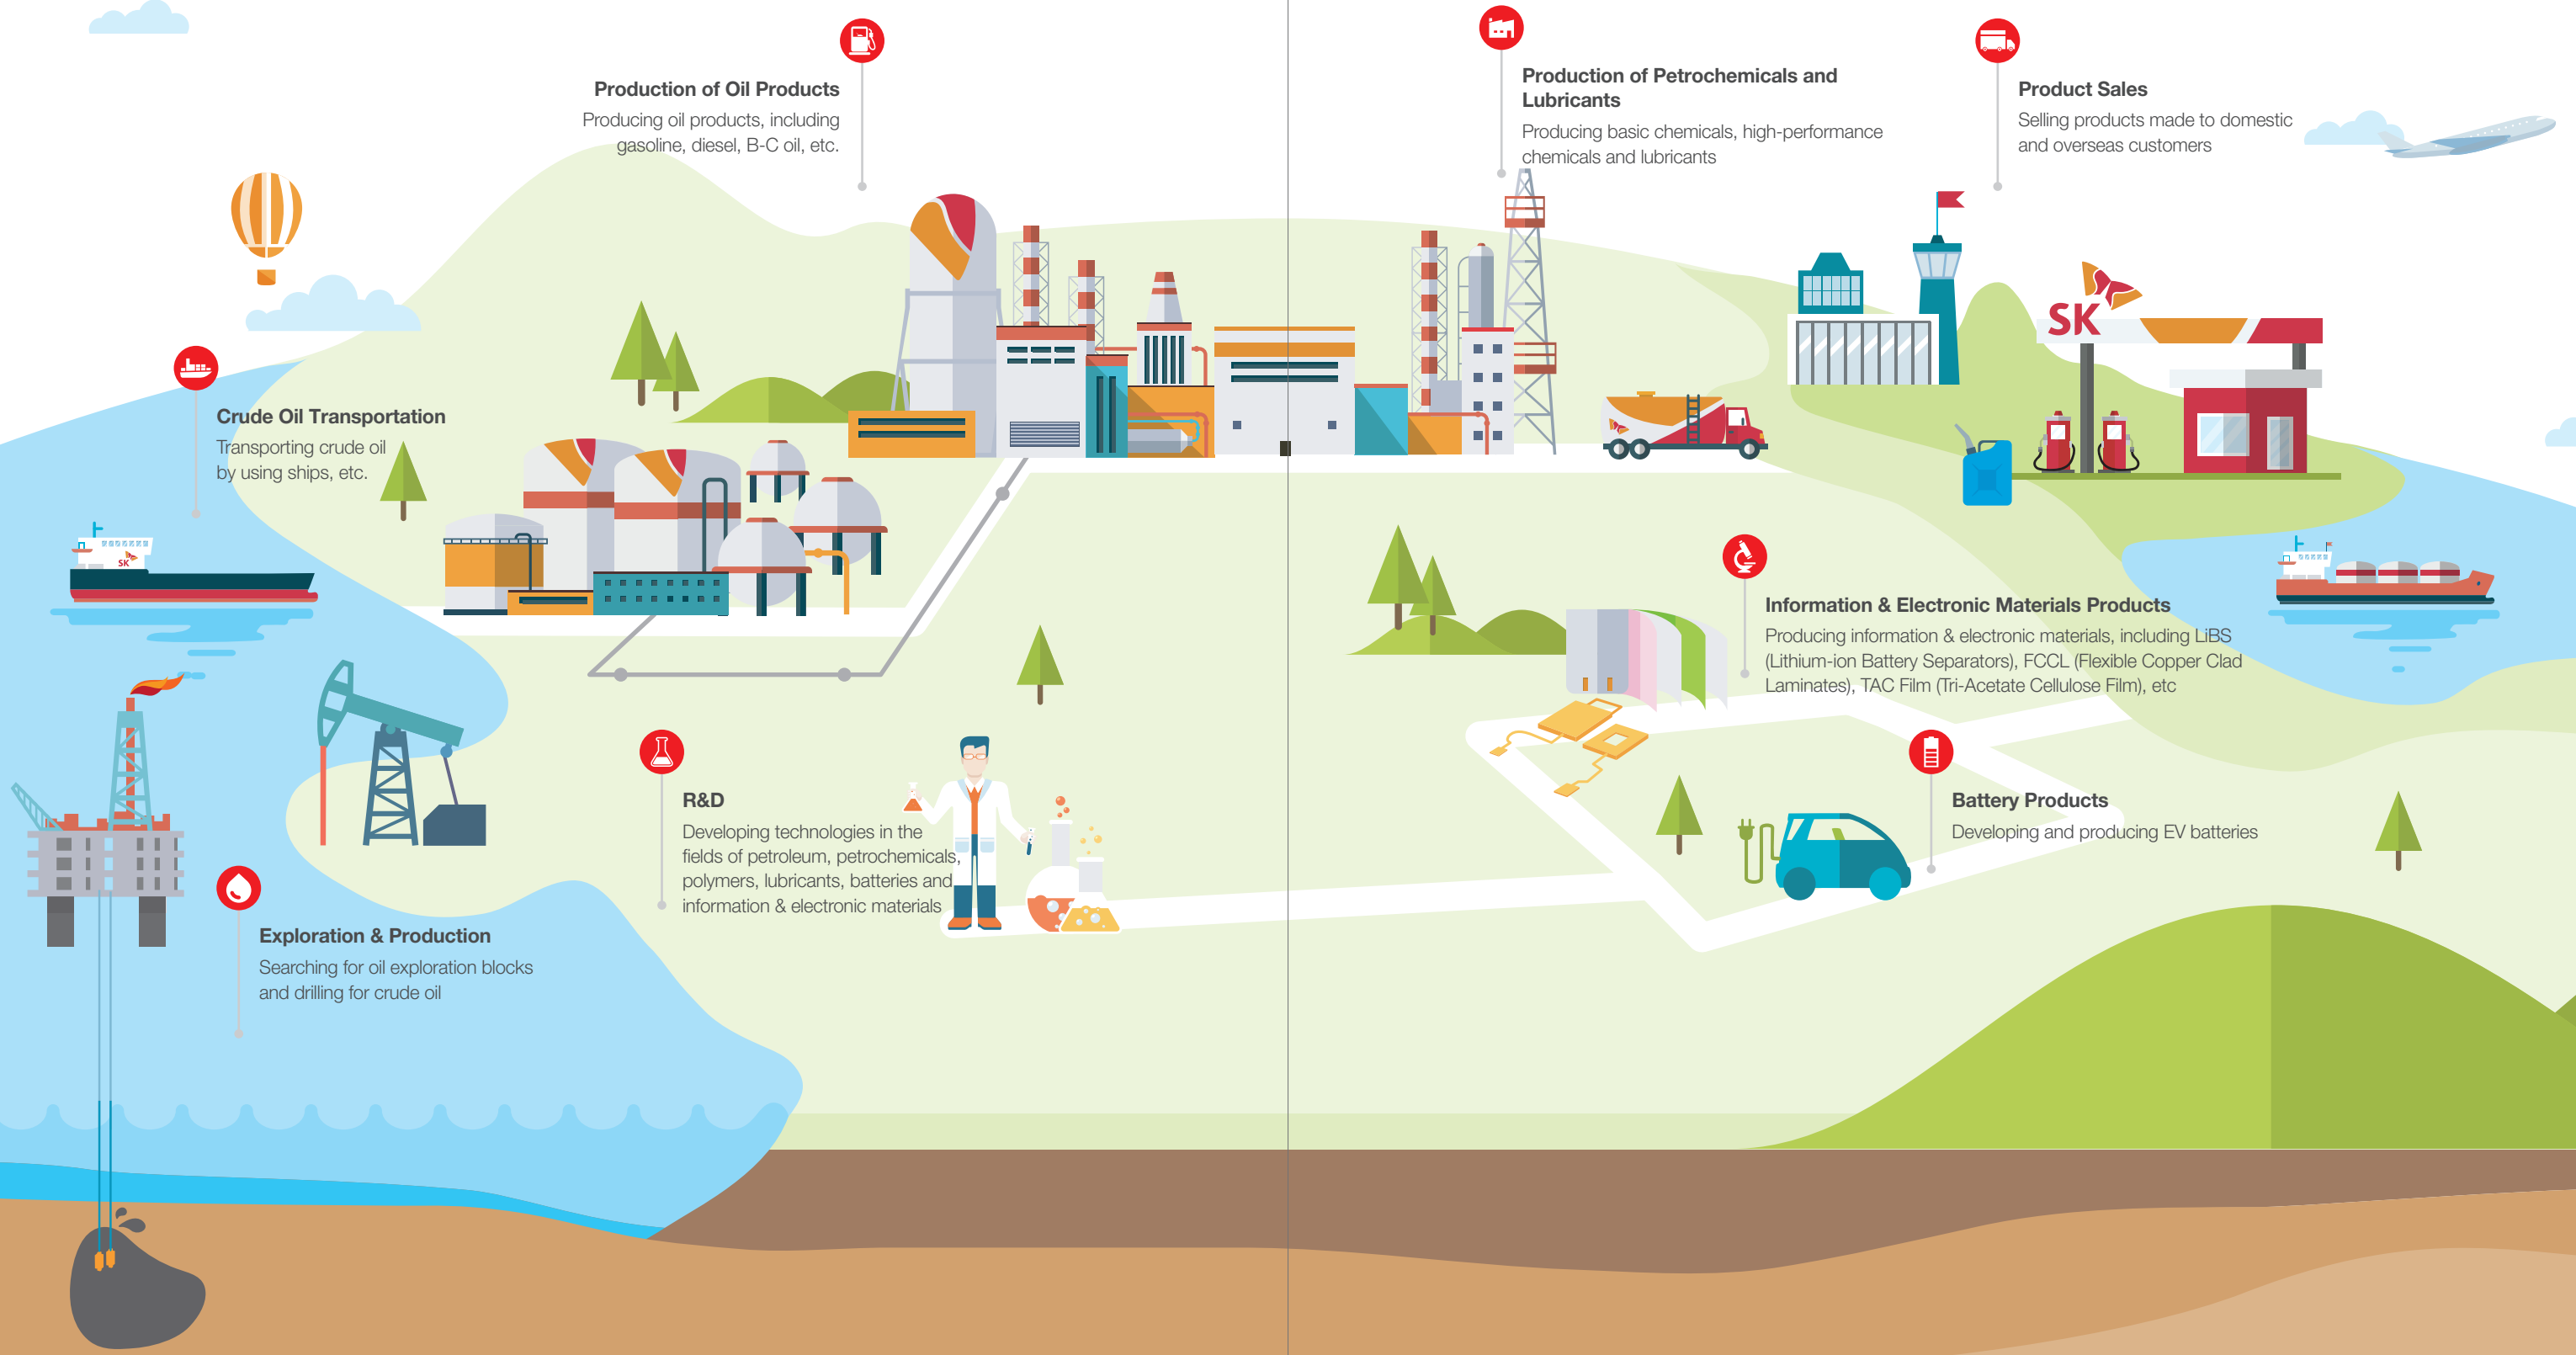 Production of Oil Products
Producing oil products, including
gasoline, diesel, B-C oil, etc.
Production of Petrochemicals and
Lubricants
Producing basic chemicals, high-performance
chemicals and lubricants
Product Sales
Selling products made to domestic
and overseas customers
SK
Crude Oil Transportation
Transporting crude oil
by using ships, etc.
SK
Information & Electronic Materials Products
Producing information & electronic materials, including LiBS
(Lithium-ion Battery Separators), FCCL (Flexible Copper Clad
Laminates), TAC Film (Tri-Acetate Cellulose Film), etc
R&D
Developing technologies in the
fields of petroleum, petrochemicals,
polymers, lubricants, batteries and
information & electronic materials
Battery Products
Developing and producing EV batteries
Exploration & Production
Searching for oil exploration blocks
and drilling for crude oil